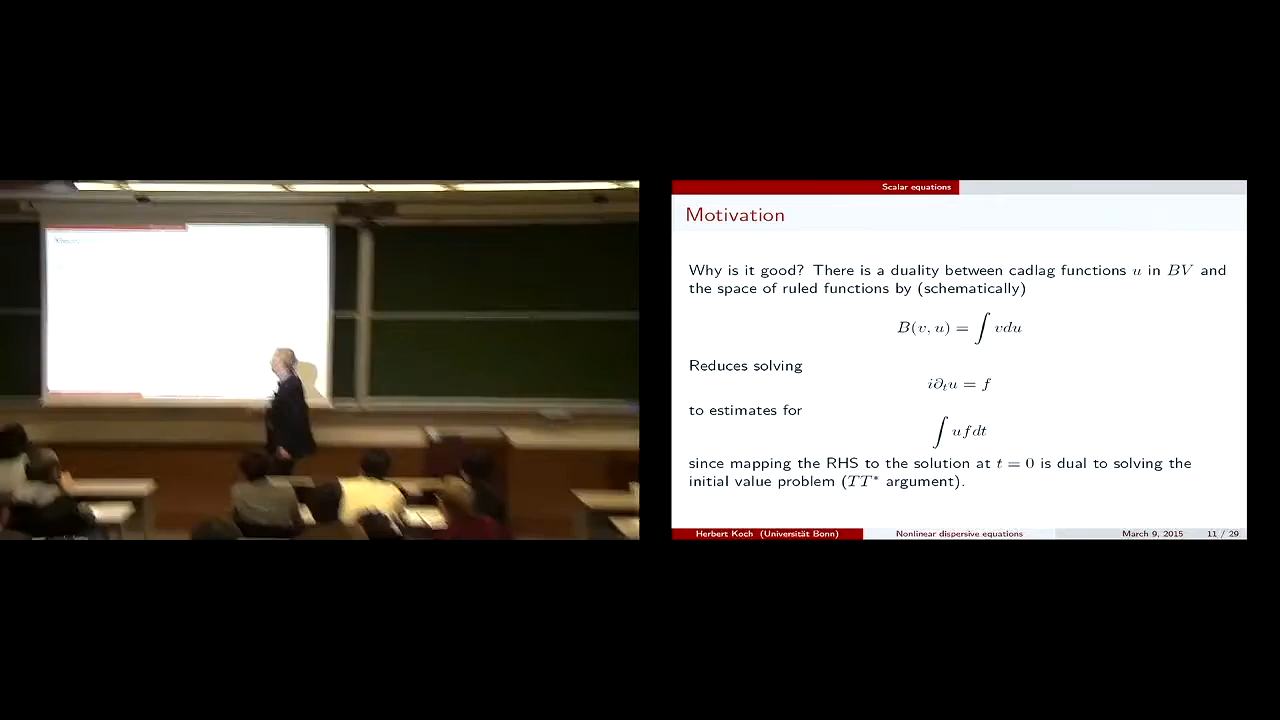 Scalar equations
Motivation
Why is it good? There is a duality between cadlag functions u in BV and
the space of ruled functions by (schematically)
B(v, u) = ∫ vdu
Reduces solving
i∂ₜu = f
to estimates for
∫ ufdt
since mapping the RHS to the solution at t = 0 is dual to solving the
initial value problem (TT* argument).
Herbert Koch (Universität Bonn) Nonlinear dispersive equations March 9, 2015 11 / 29